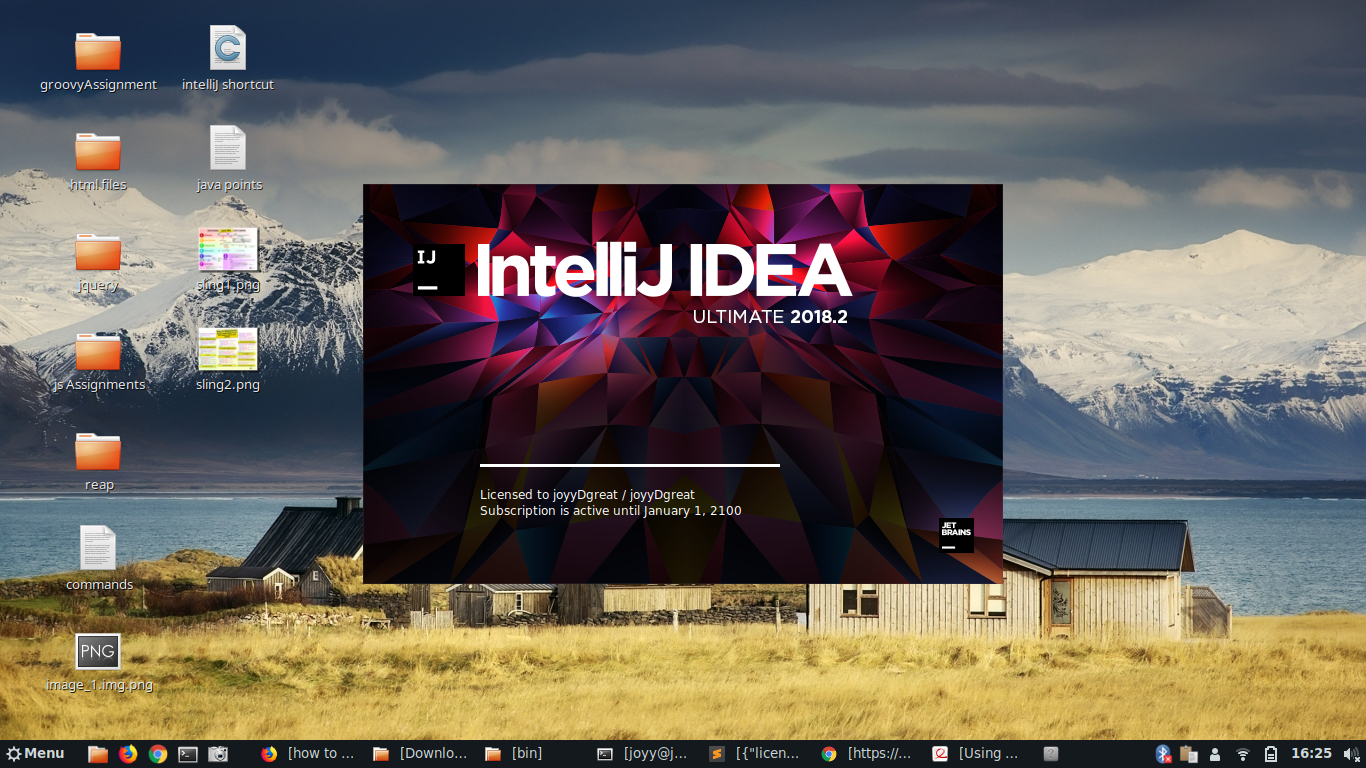 groovyAssignment
intelliJ shortcut
html files
java points
jquery
sling1.png
js Assignments
sling2.png
reap
commands
PNG
image_1.img.png
IJ
IntelliJ IDEA
ULTIMATE 2018.2
Licensed to joyyDgreat / joyyDgreat
Subscription is active until January 1, 2100
JET
BRAINS
Menu
[how to ...
[Downlo...
[bin]
[joyy@j...
[{"licen...
[https:/...
[Using ...
16:25